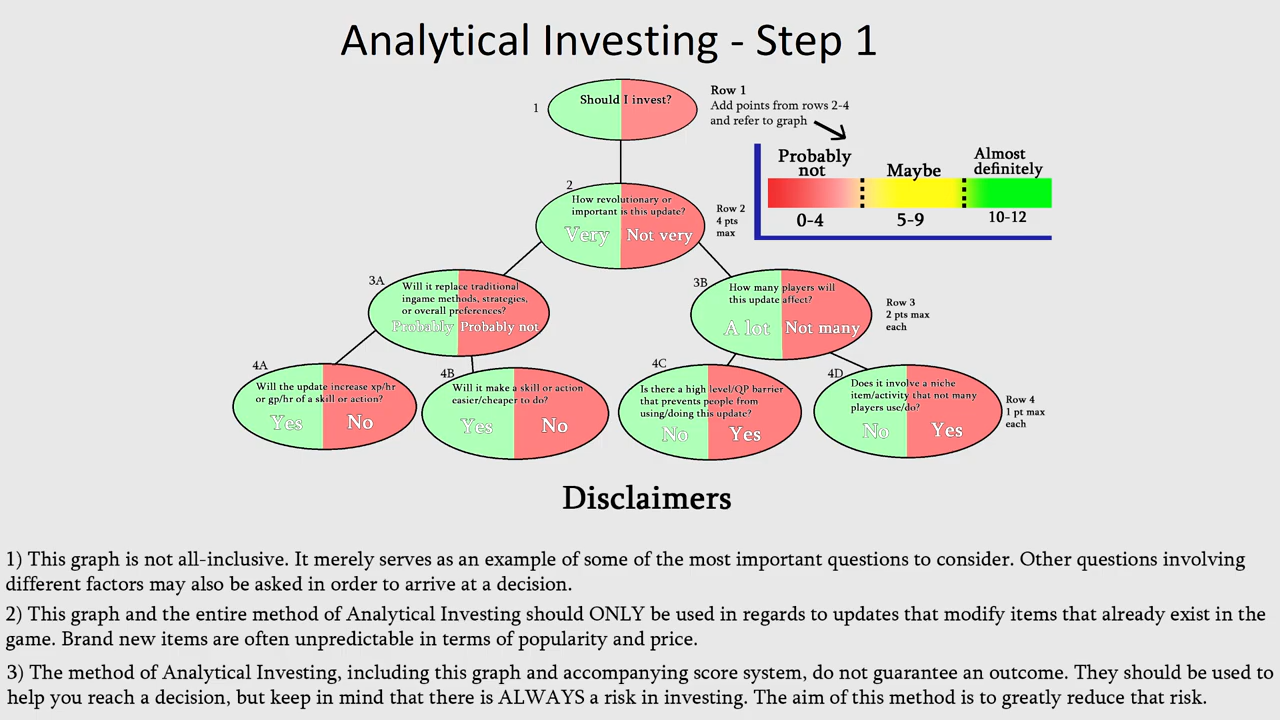 Analytical Investing - Step 1
1
Should I invest?
Row 1
Add points from rows 2-4
and refer to graph
Probably
not
Maybe
Almost
definitely
0-4
5-9
10-12
2
How revolutionary or
important is this update?
Very
Not very
Row 2
4 pts
max
3A
Will it replace traditional
ingame methods, strategies,
or overall preferences?
Probably
Probably not
3B
How many players will
this update affect?
A lot
Not many
Row 3
2 pts max
each
4A
Will the update increase xp/hr
or gp/hr of a skill or action?
Yes
No
4B
Will it make a skill or action
easier/cheaper to do?
Yes
No
4C
Is there a high level/QP barrier
that prevents people from
using/doing this update?
No
Yes
4D
Does it involve a niche
item/activity that not many
players use/do?
No
Yes
Row 4
1 pt max
each
Disclaimers
1) This graph is not all-inclusive. It merely serves as an example of some of the most important questions to consider. Other questions involving
different factors may also be asked in order to arrive at a decision.
2) This graph and the entire method of Analytical Investing should ONLY be used in regards to updates that modify items that already exist in the
game. Brand new items are often unpredictable in terms of popularity and price.
3) The method of Analytical Investing, including this graph and accompanying score system, do not guarantee an outcome. They should be used to
help you reach a decision, but keep in mind that there is ALWAYS a risk in investing. The aim of this method is to greatly reduce that risk.